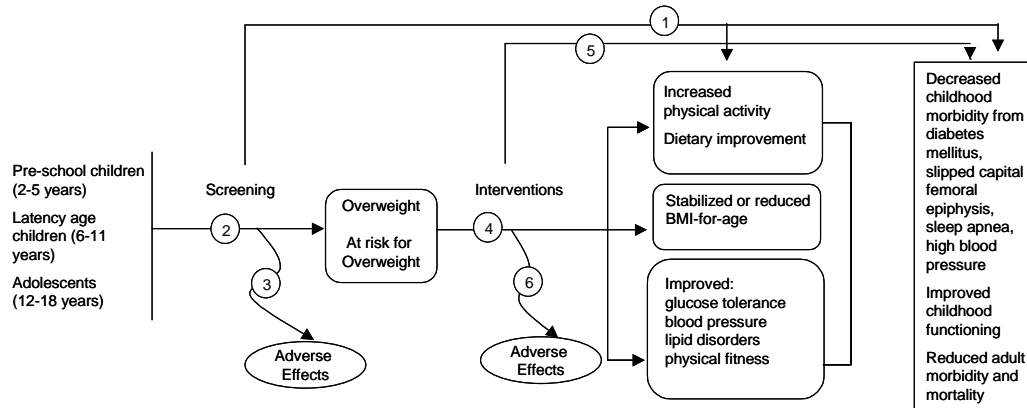 1
5
Pre-school children
(2-5 years)
Latency age
children (6-11
years)
Adolescents
(12-18 years)
Screening
2
3
Adverse
Effects
Overweight
At risk for
Overweight
Interventions
4
6
Adverse
Effects
Increased
physical activity
Dietary improvement
Stabilized or reduced
BMI-for-age
Improved:
glucose tolerance
blood pressure
lipid disorders
physical fitness
Decreased
childhood
morbidity from
diabetes
mellitus,
slipped capital
femoral
epiphysis,
sleep apnea,
high blood
pressure
Improved
childhood
functioning
Reduced adult
morbidity and
mortality